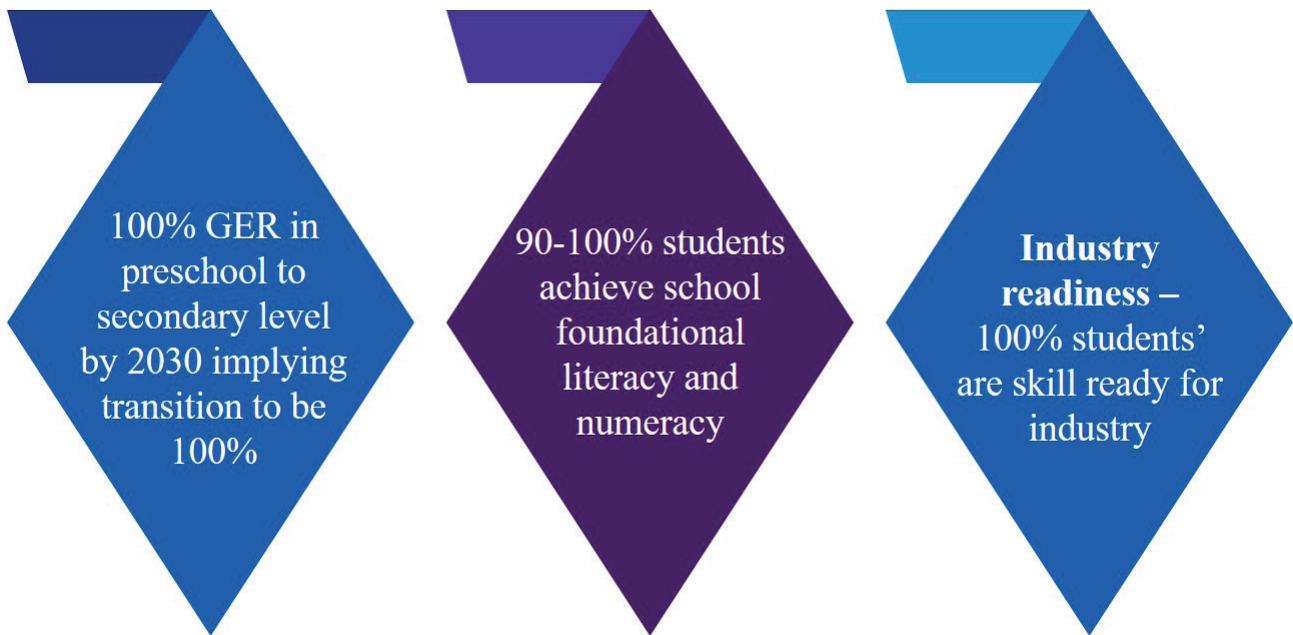 100% GER in
preschool to
secondary level
by 2030 implying
transition to be
100%
90-100% students
achieve school
foundational
literacy and
numeracy
Industry
readiness –
100% students’
are skill ready for
industry